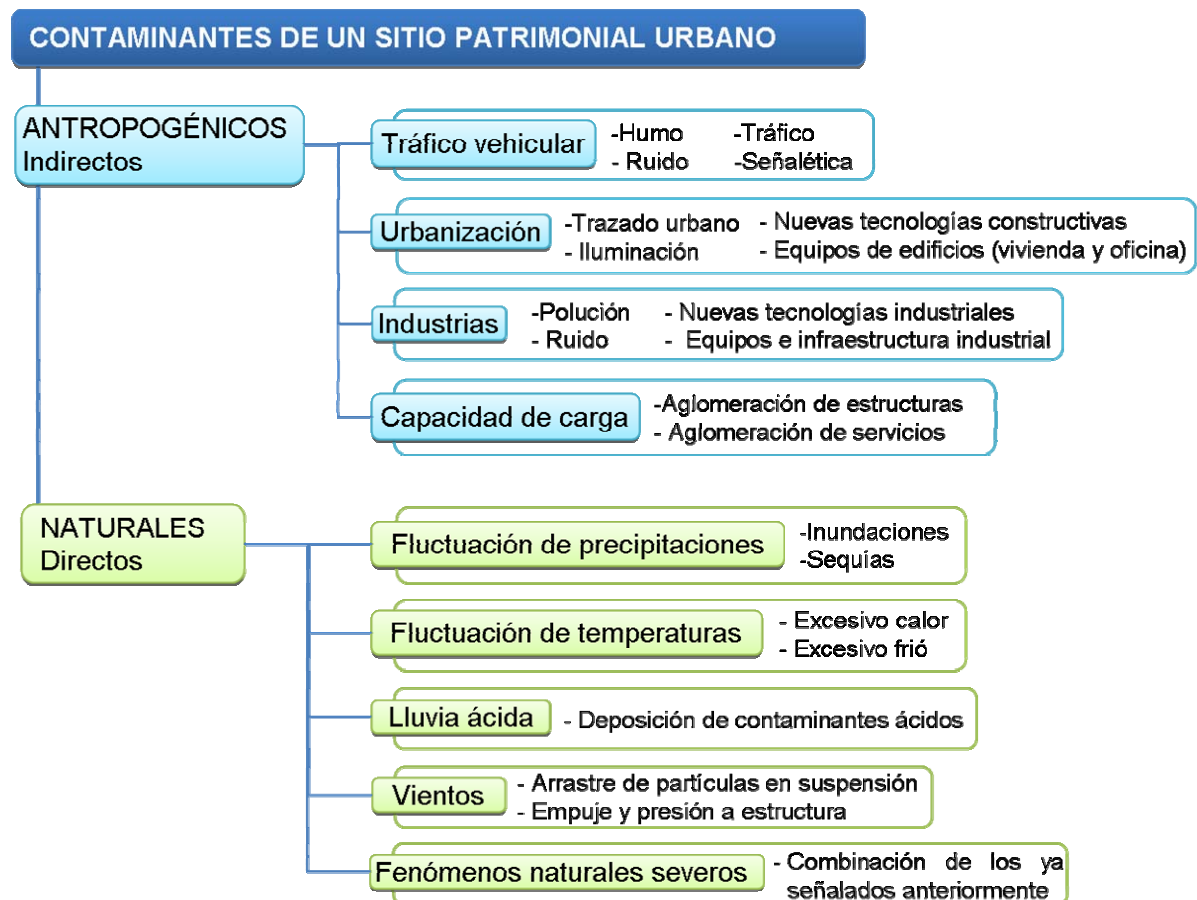 CONTAMINANTES DE UN SITIO PATRIMONIAL URBANO
ANTROPOGÉNICOS
Indirectos
Tráfico vehicular
-Humo -Tráfico
- Ruido -Señalética
Urbanización
-Trazado urbano - Nuevas tecnologías constructivas
- Iluminación - Equipos de edificios (vivienda y oficina)
Industrias
-Polución - Nuevas tecnologías industriales
- Ruido - Equipos e infraestructura industrial
Capacidad de carga
-Aglomeración de estructuras
- Aglomeración de servicios
NATURALES
Directos
Fluctuación de precipitaciones
-Inundaciones
-Sequías
Fluctuación de temperaturas
- Excesivo calor
- Excesivo frió
Lluvia ácida
- Deposición de contaminantes ácidos
Vientos
- Arrastre de partículas en suspensión
- Empuje y presión a estructura
Fenómenos naturales severos
- Combinación de los ya
señalados anteriormente